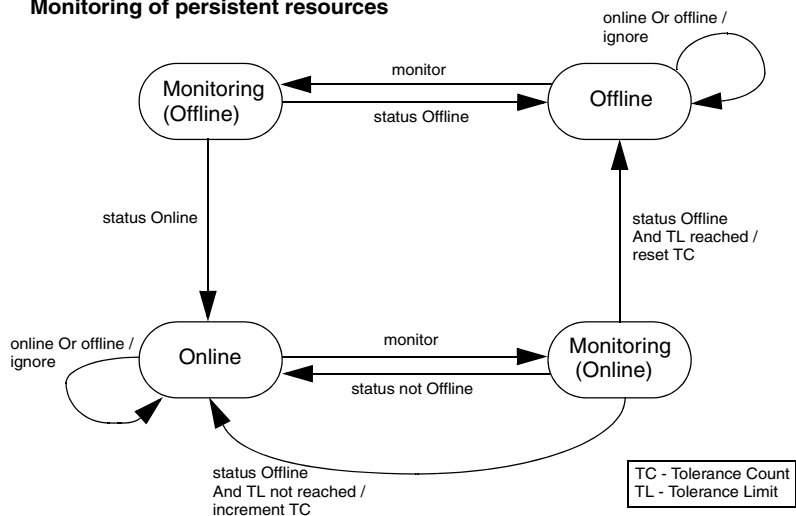 Monitoring of persistent resources
online Or offline /
ignore
Monitoring
(Offline)
monitor
status Offline
Offline
status Online
status Offline
And TL reached /
reset TC
online Or offline /
ignore
Online
monitor
status not Offline
Monitoring
(Online)
status Offline
And TL not reached /
increment TC
TC - Tolerance Count
TL - Tolerance Limit